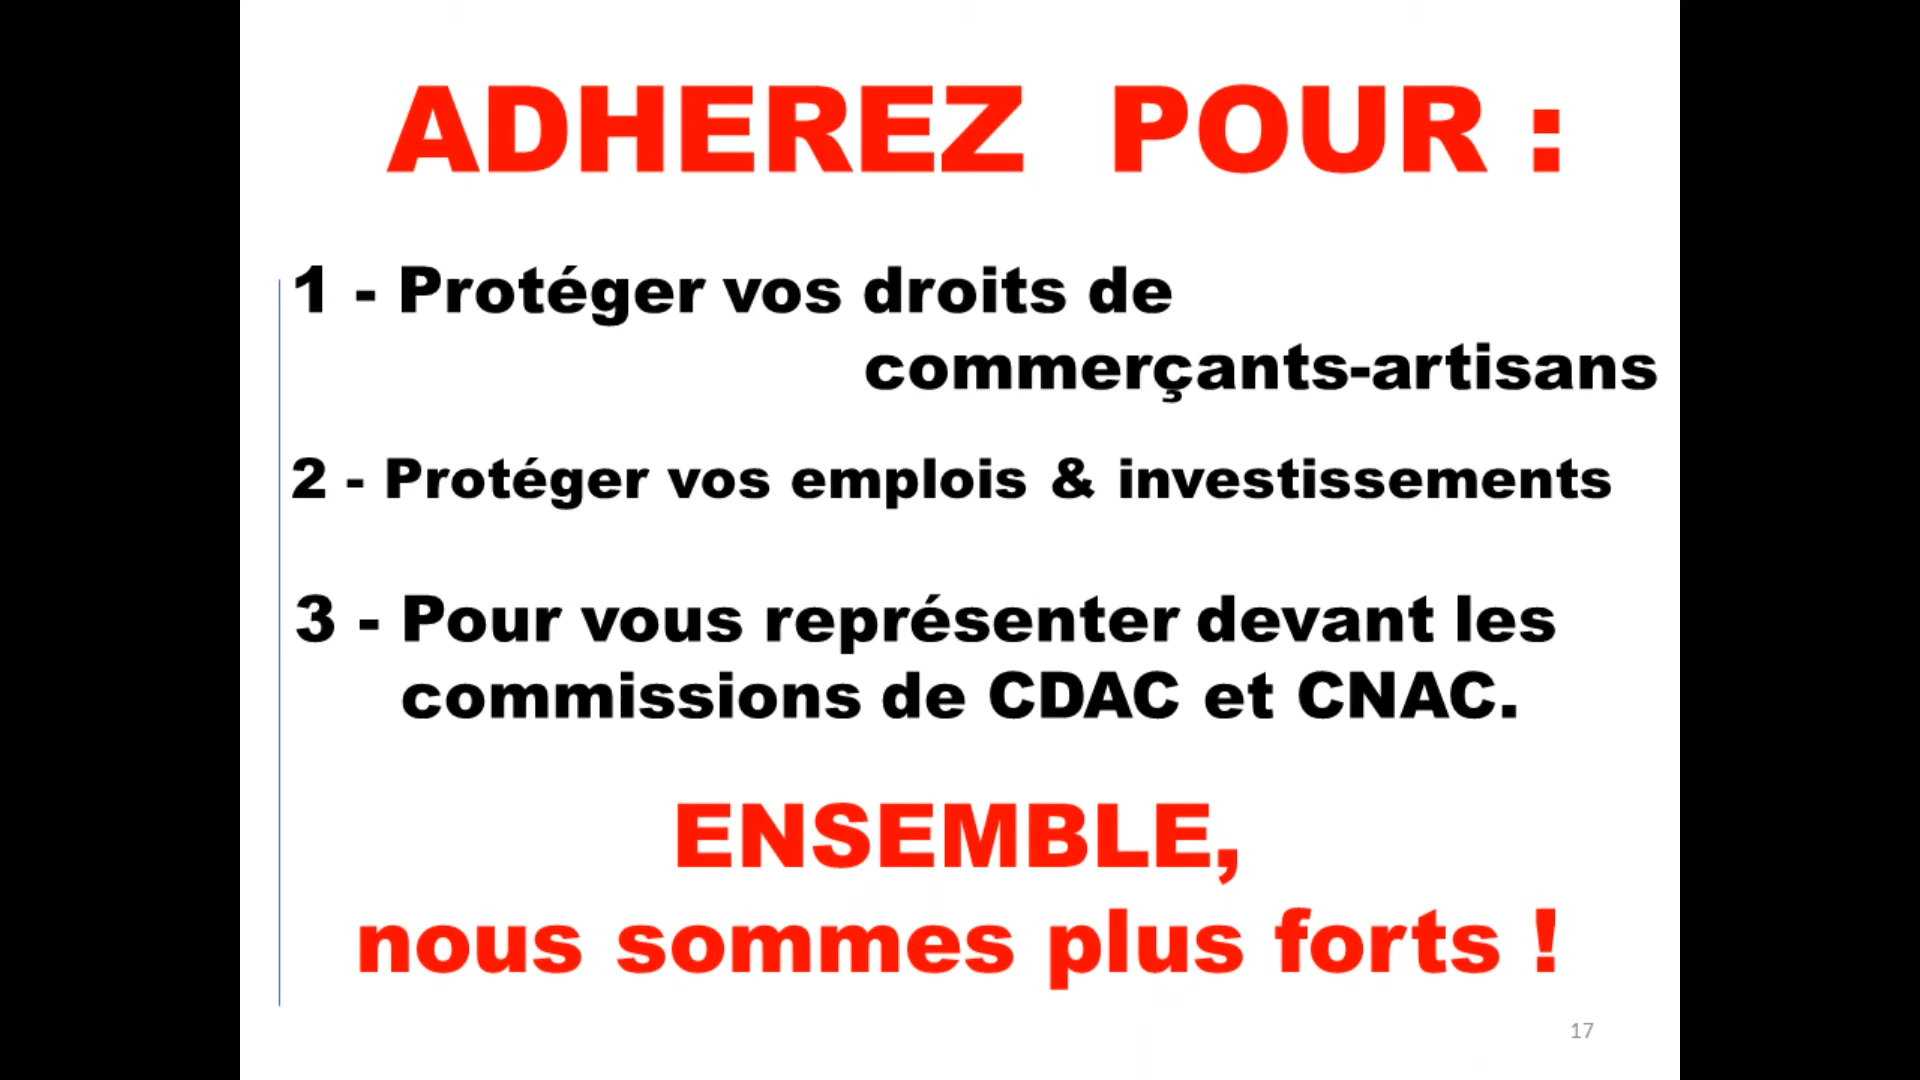 ADHEREZ POUR :
1 - Protéger vos droits de
commerçants-artisans
2 - Protéger vos emplois & investissements
3 - Pour vous représenter devant les
commissions de CDAC et CNAC.
ENSEMBLE,
nous sommes plus forts !
17